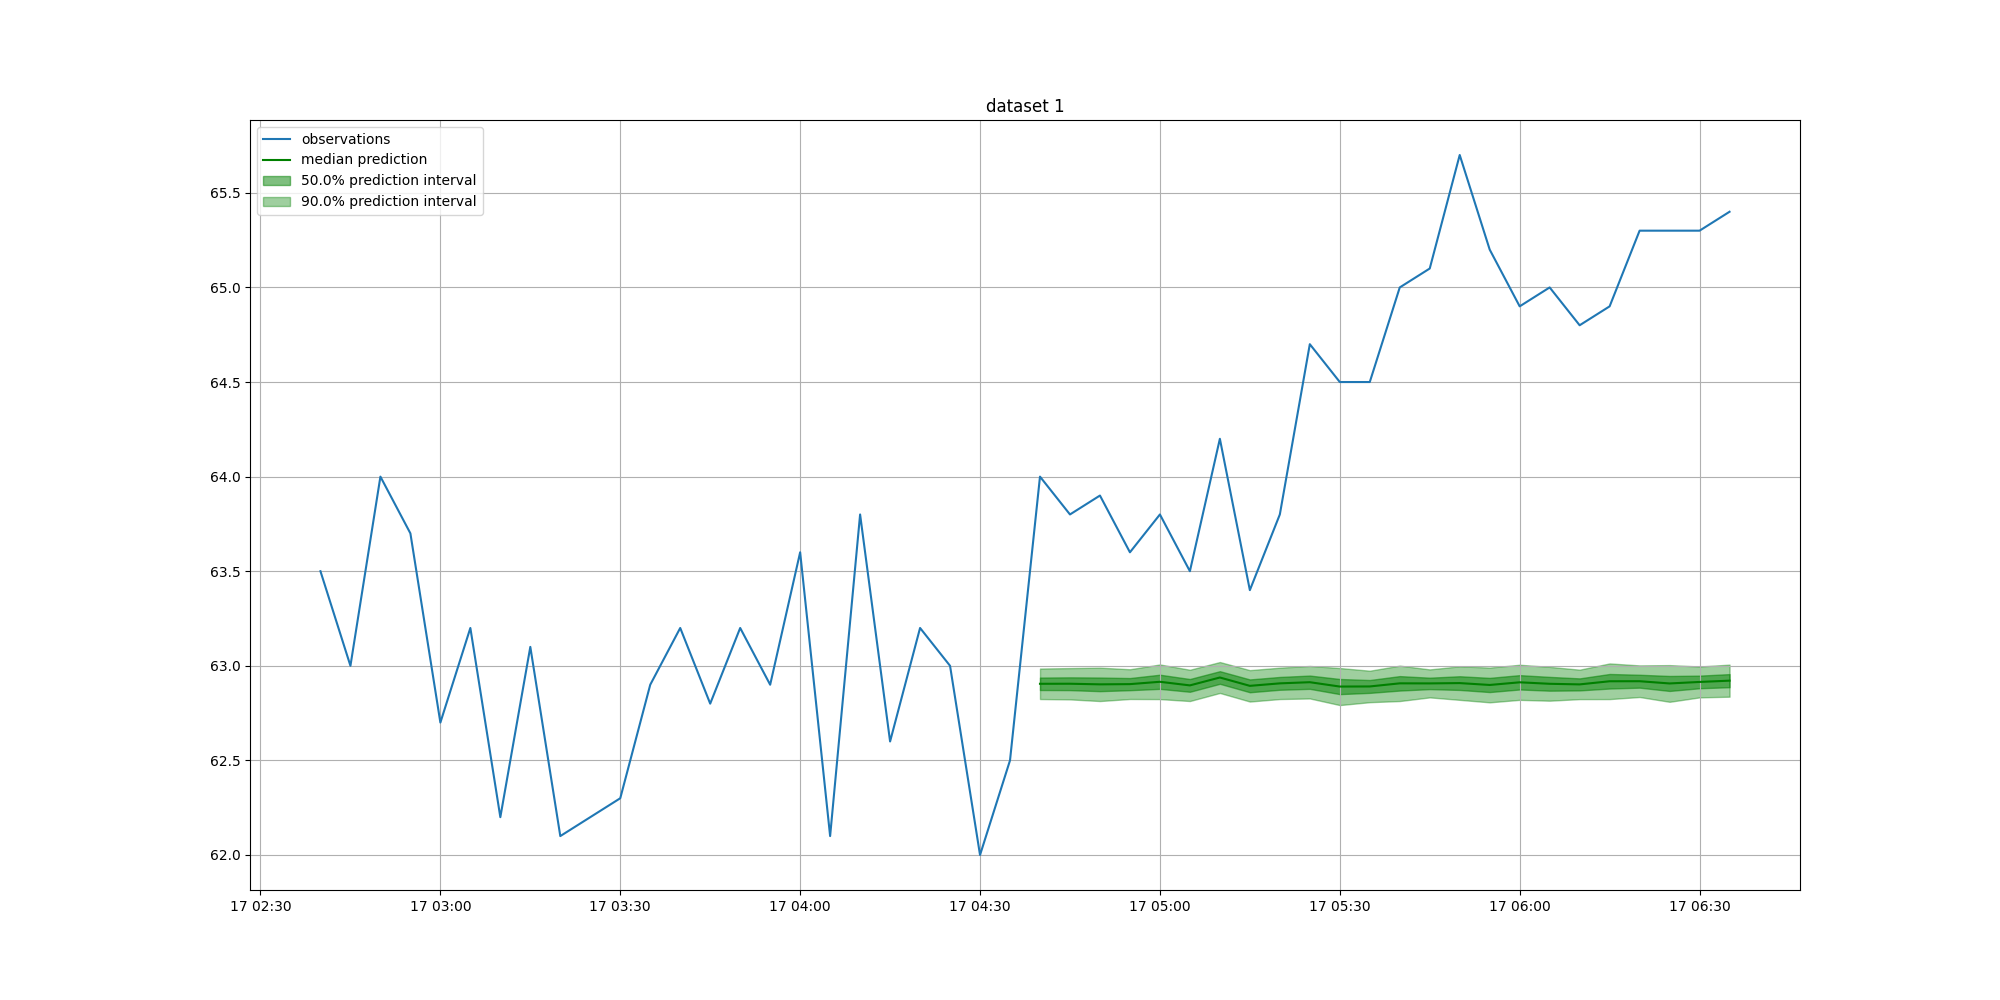 dataset 1
observations
median prediction
50.0% prediction interval
90.0% prediction interval
65.5
65.0
64.5
64.0
63.5
63.0
62.5
62.0
17 02:30 17 03:00 17 03:30 17 04:00 17 04:30 17 05:00 17 05:30 17 06:00 17 06:30